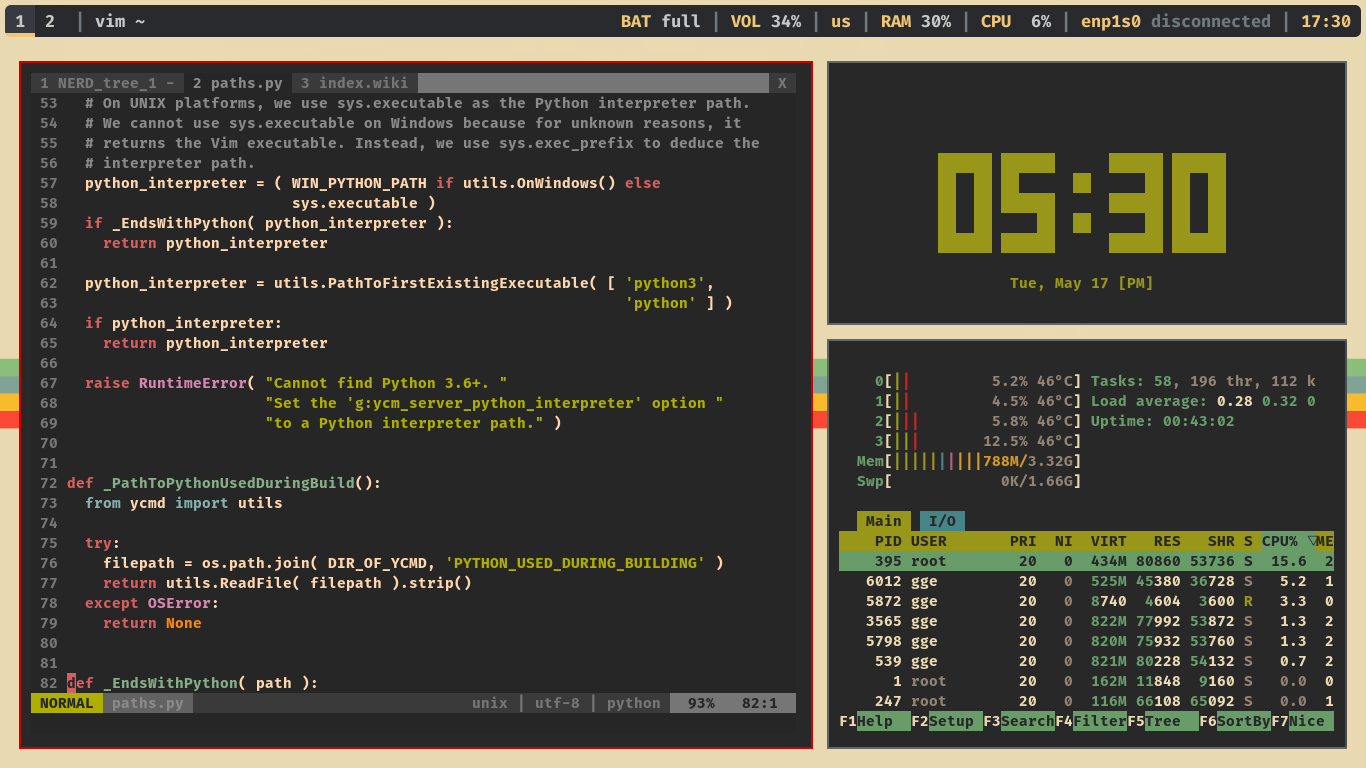 1 2 | vim ~ BAT full | VOL 34% | us | RAM 30% | CPU 6% | enp1s0 disconnected | 17:30
1 NERD_tree_1 - 2 paths.py 3 index.wiki X
53 # On UNIX platforms, we use sys.executable as the Python interpreter path.
54 # We cannot use sys.executable on Windows because for unknown reasons, it
55 # returns the Vim executable. Instead, we use sys.exec_prefix to deduce the
56 # interpreter path.
57 python_interpreter = ( WIN_PYTHON_PATH if utils.OnWindows() else
58 sys.executable )
59 if _EndsWithPython( python_interpreter ):
60 return python_interpreter
61
62 python_interpreter = utils.PathToFirstExistingExecutable( [ 'python3',
63 'python' ] )
64 if python_interpreter:
65 return python_interpreter
66
67 raise RuntimeError( "Cannot find Python 3.6+. "
68 "Set the 'g:ycm_server_python_interpreter' option "
69 "to a Python interpreter path." )
70
71
72 def _PathToPythonUsedDuringBuild():
73 from ycmd import utils
74
75 try:
76 filepath = os.path.join( DIR_OF_YCMD, 'PYTHON_USED_DURING_BUILDING' )
77 return utils.ReadFile( filepath ).strip()
78 except OSError:
79 return None
80
81
82 def _EndsWithPython( path ):
NORMAL paths.py unix | utf-8 | python 93% 82:1
05:30
Tue, May 17 [PM]
0[|| 5.2% 46°C] Tasks: 58, 196 thr, 112 k
1[|| 4.5% 46°C] Load average: 0.28 0.32 0
2[||| 5.8% 46°C] Uptime: 00:43:02
3[||| 12.5% 46°C]
Mem[||||||||||788M/3.32G]
Swp[ 0K/1.66G]
Main I/O
PID USER PRI NI VIRT RES SHR S CPU% ▽ME
395 root 20 0 434M 80860 53736 S 15.6 2
6012 gge 20 0 525M 45380 36728 S 5.2 1
5872 gge 20 0 8740 4604 3600 R 3.3 0
3565 gge 20 0 822M 77992 53872 S 1.3 2
5798 gge 20 0 820M 75932 53760 S 1.3 2
539 gge 20 0 821M 80228 54132 S 0.7 2
1 root 20 0 162M 11848 9160 S 0.0 0
247 root 20 0 116M 66108 65092 S 0.0 1
F1Help F2Setup F3SearchF4FilterF5Tree F6SortByF7Nice